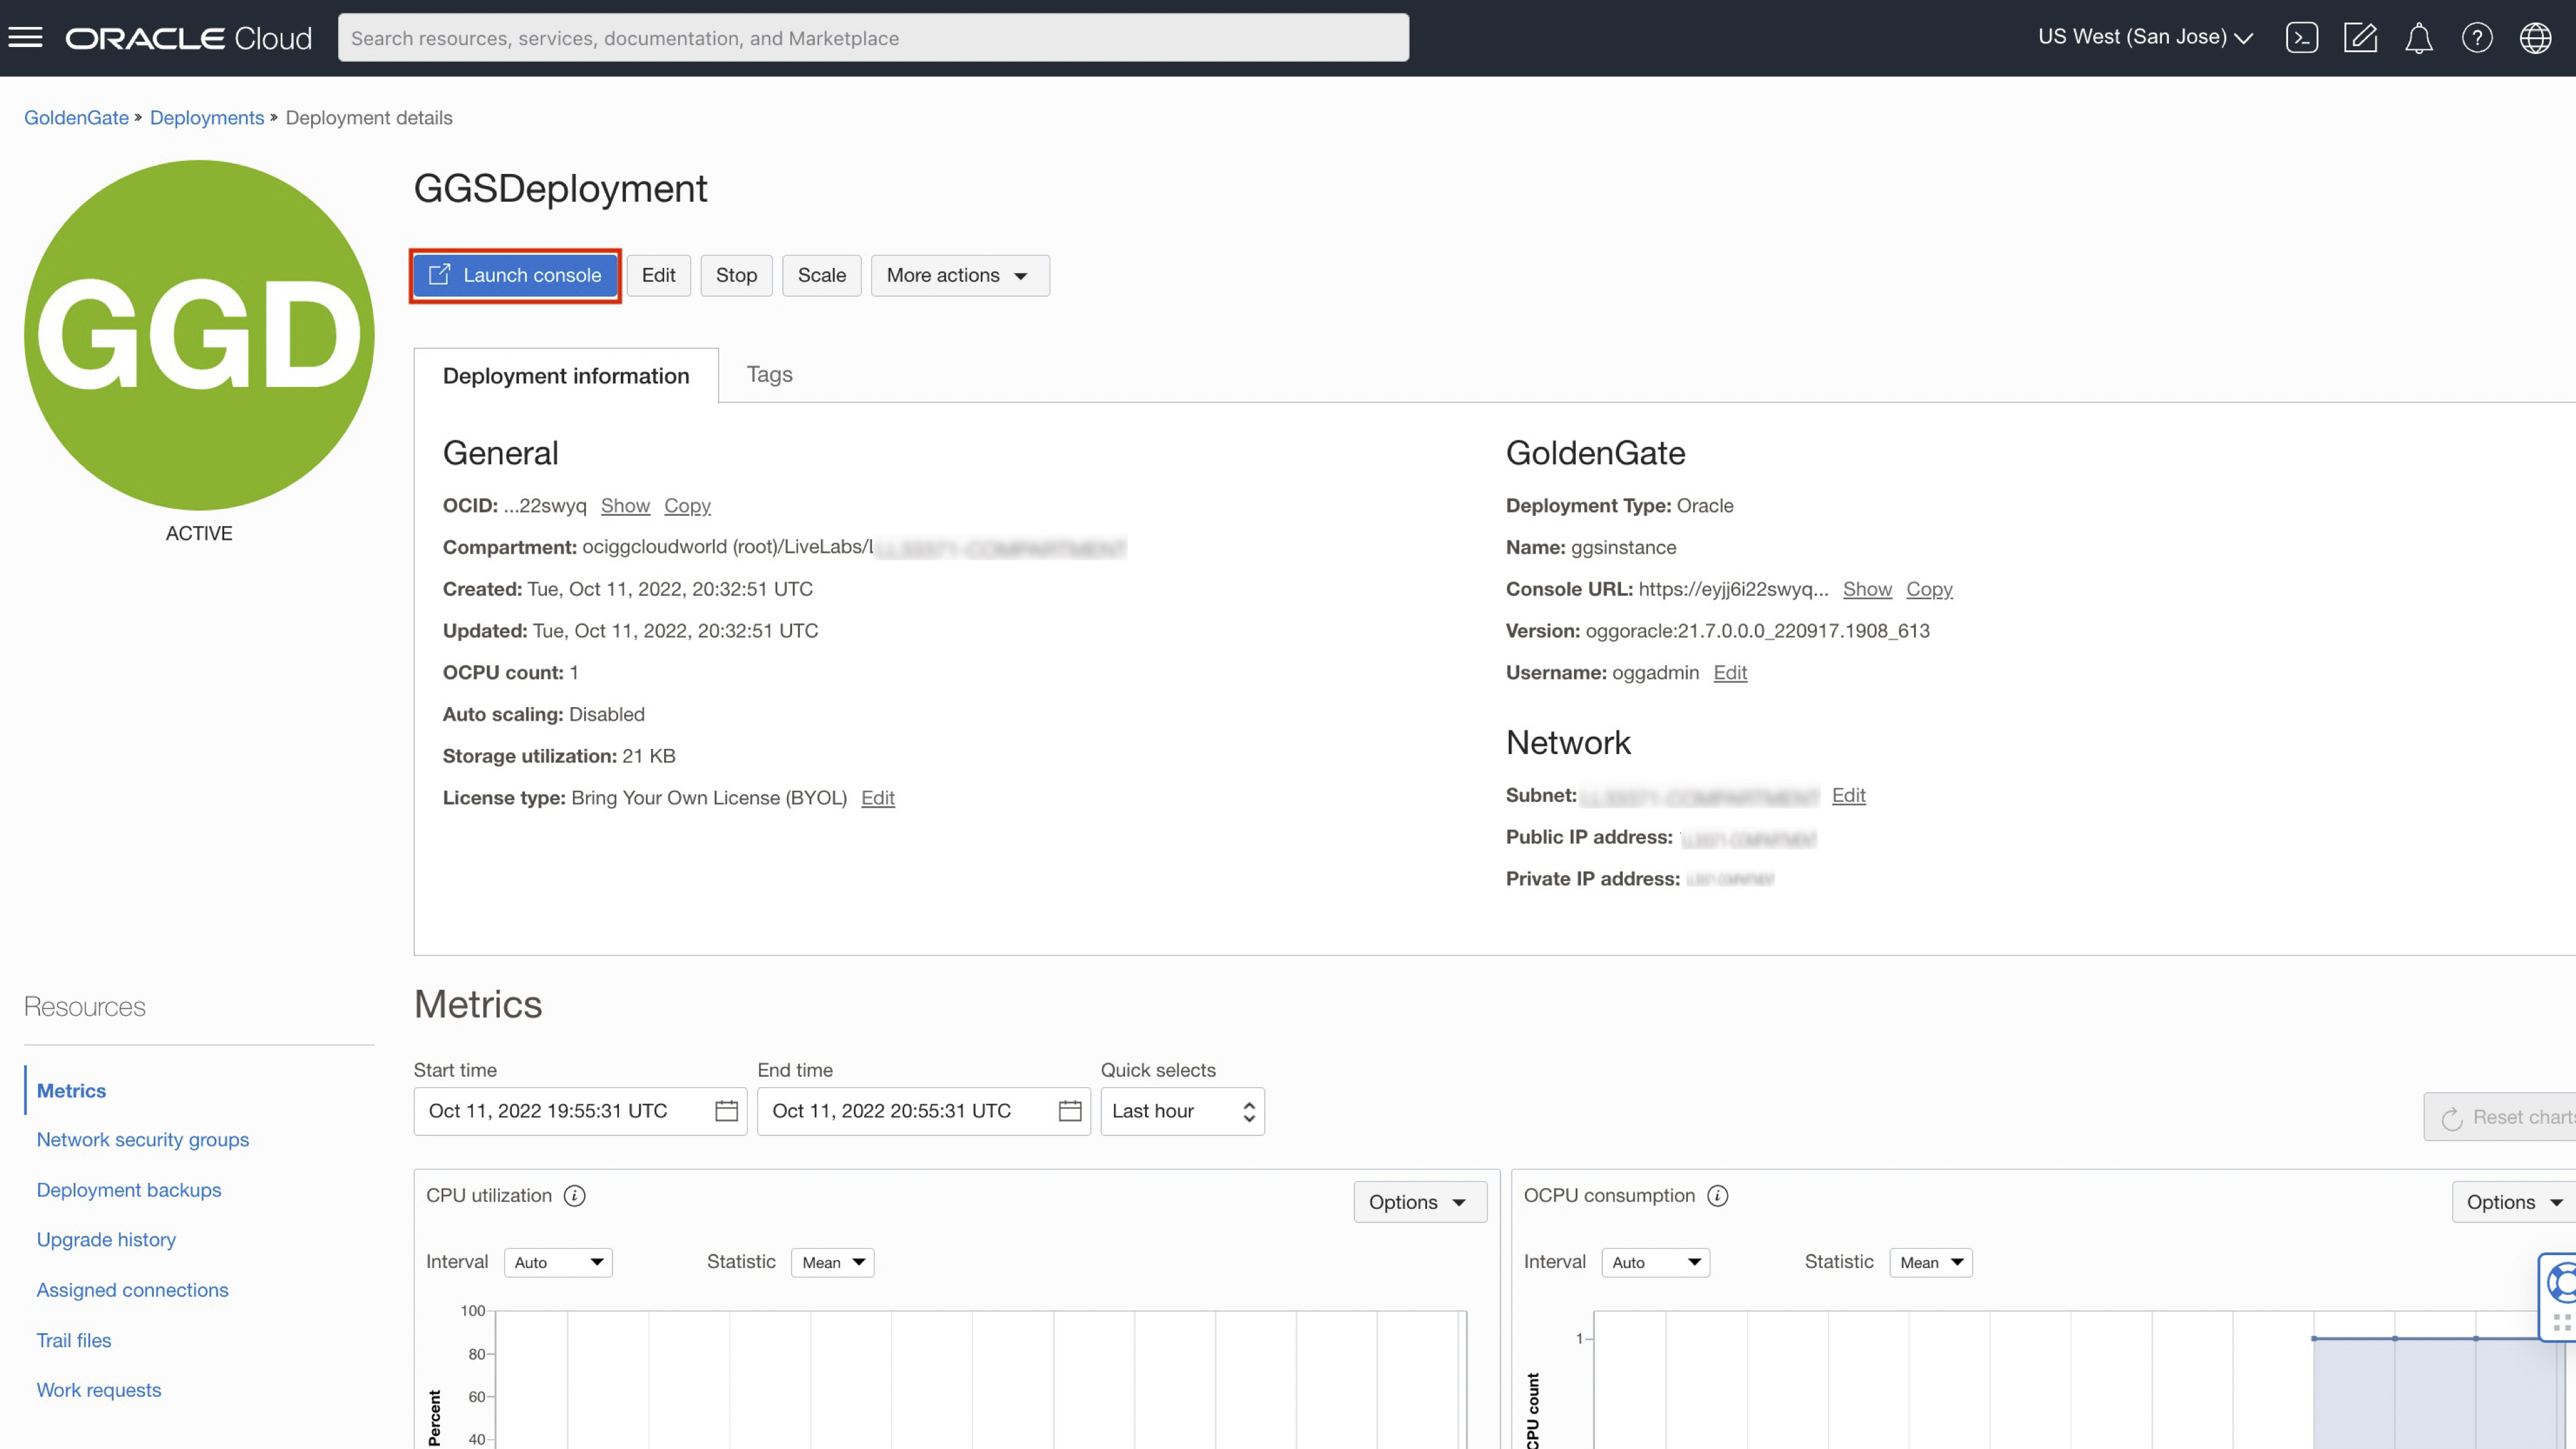 ORACLE Cloud
Search resources, services, documentation, and Marketplace
US West (San Jose)
GoldenGate » Deployments » Deployment details
GGD
ACTIVE
GGSDeployment
Launch console
Edit
Stop
Scale
More actions
Deployment information
Tags
General
OCID: ...22swyq Show Copy
Compartment: ociggcloudworld (root)/LiveLabs/
Created: Tue, Oct 11, 2022, 20:32:51 UTC
Updated: Tue, Oct 11, 2022, 20:32:51 UTC
OCPU count: 1
Auto scaling: Disabled
Storage utilization: 21 KB
License type: Bring Your Own License (BYOL) Edit
GoldenGate
Deployment Type: Oracle
Name: ggsinstance
Console URL: https://eyjj6i22swyq... Show Copy
Version: oggoracle:21.7.0.0.0_220917.1908_613
Username: oggadmin Edit
Network
Subnet: Edit
Public IP address:
Private IP address:
Resources
Metrics
Network security groups
Deployment backups
Upgrade history
Assigned connections
Trail files
Work requests
Metrics
Start time
End time
Quick selects
Oct 11, 2022 19:55:31 UTC
Oct 11, 2022 20:55:31 UTC
Last hour
Reset charts
CPU utilization
Options
Interval Auto
Statistic Mean
100
80
60
40
Percent
OCPU consumption
Options
Interval Auto
Statistic Mean
1
CPU count